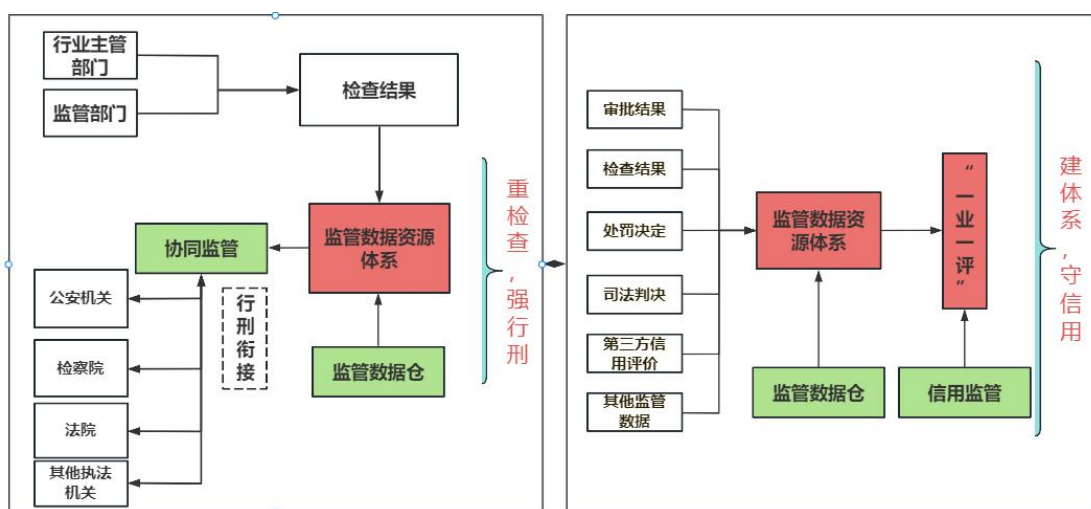 行业主管
部门
监管部门
检查结果
监管数据资源
体系
协同监管
公安机关
检察院
法院
其他执法
机关
行
刑
衔
接
监管数据仓
重
检
查
,
强
行
刑
审批结果
检查结果
处罚决定
司法判决
第三方信
用评价
其他监管
数据
监管数据资
源体系
“
一
业
一
评
”
监管数据仓
信用监管
建
体
系
,
守
信
用